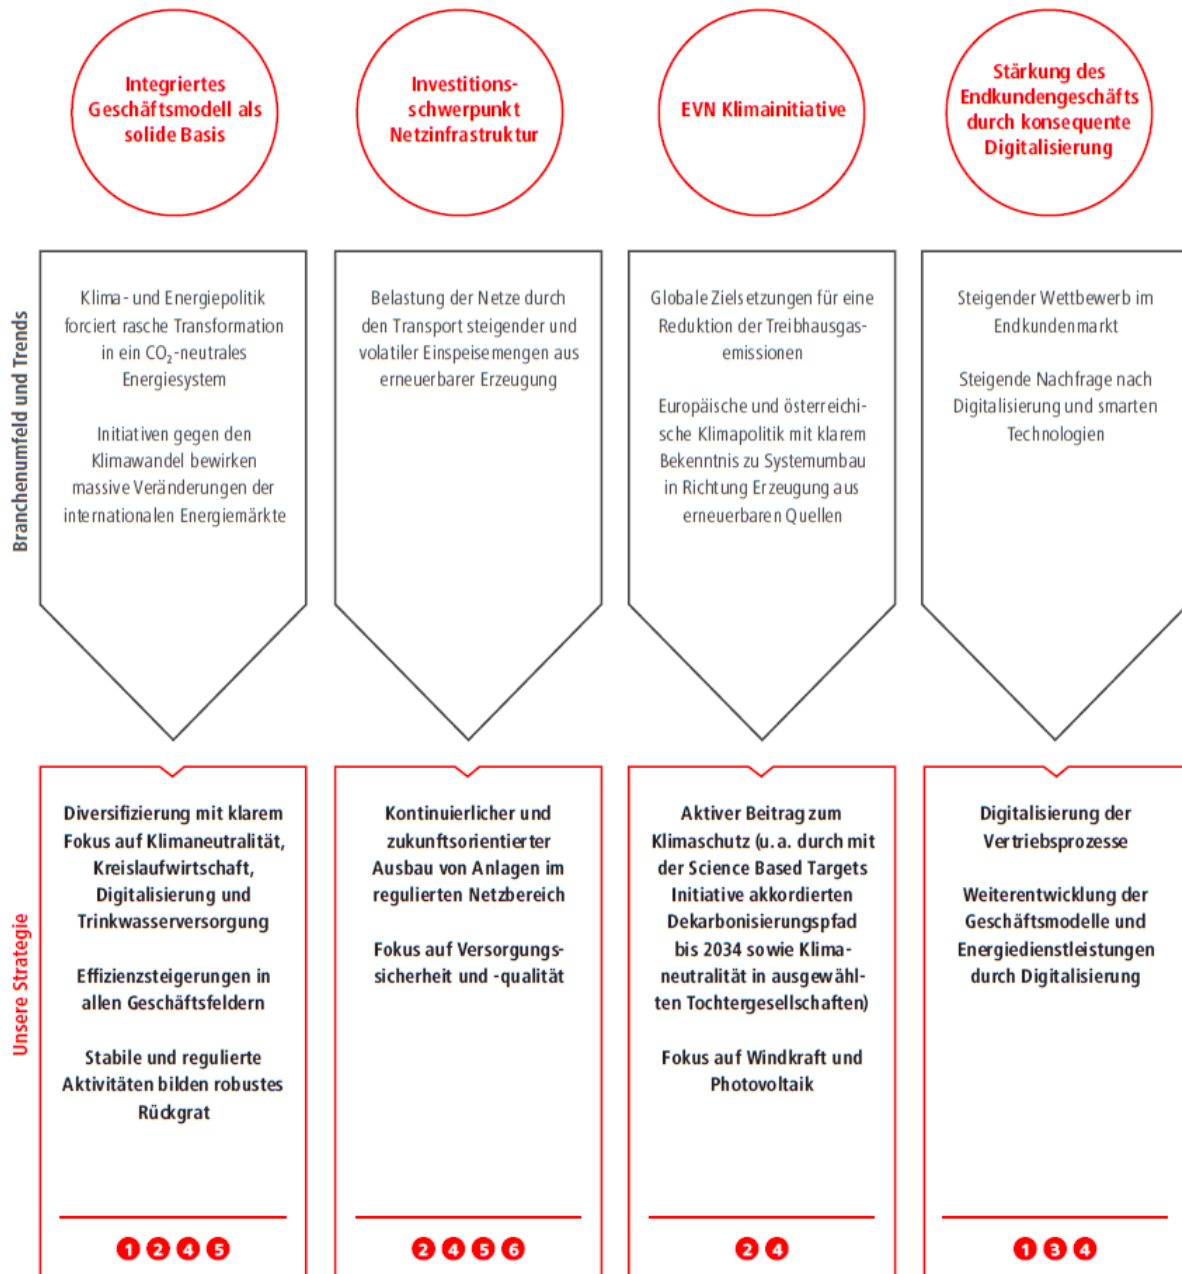 Integriertes
Geschäftsmodell als
solide Basis
Investitions-
schwerpunkt
Netzinfrastruktur
EVN Klimainitiative
Stärkung des
Endkundengeschäfts
durch konsequente
Digitalisierung
Branchenumfeld und Trends
Klima- und Energiepolitik
forciert rasche Transformation
in ein CO₂-neutrales
Energiesystem
Initiativen gegen den
Klimawandel bewirken
massive Veränderungen der
internationalen Energiemärkte
Belastung der Netze durch
den Transport steigender und
volatiler Einspeisemengen aus
erneuerbarer Erzeugung
Globale Zielsetzungen für eine
Reduktion der Treibhausgas-
emissionen
Europäische und österreichi-
sche Klimapolitik mit klarem
Bekenntnis zu Systemumbau
in Richtung Erzeugung aus
erneuerbaren Quellen
Steigender Wettbewerb im
Endkundenmarkt
Steigende Nachfrage nach
Digitalisierung und smarten
Technologien
Unsere Strategie
Diversifizierung mit klarem
Fokus auf Klimaneutralität,
Kreislaufwirtschaft,
Digitalisierung und
Trinkwasserversorgung
Effizienzsteigerungen in
allen Geschäftsfeldern
Stabile und regulierte
Aktivitäten bilden robustes
Rückgrat
1 2 4 5
Kontinuierlicher und
zukunftsorientierter
Ausbau von Anlagen im
regulierten Netzbereich
Fokus auf Versorgungs-
sicherheit und -qualität
2 4 5 6
Aktiver Beitrag zum
Klimaschutz (u. a. durch mit
der Science Based Targets
Initiative akkordierten
Dekarbonisierungspfad
bis 2034 sowie Klima-
neutralität in ausgewähl-
ten Tochtergesellschaften)
Fokus auf Windkraft und
Photovoltaik
2 4
Digitalisierung der
Vertriebsprozesse
Weiterentwicklung der
Geschäftsmodelle und
Energiedienstleistungen
durch Digitalisierung
1 3 4